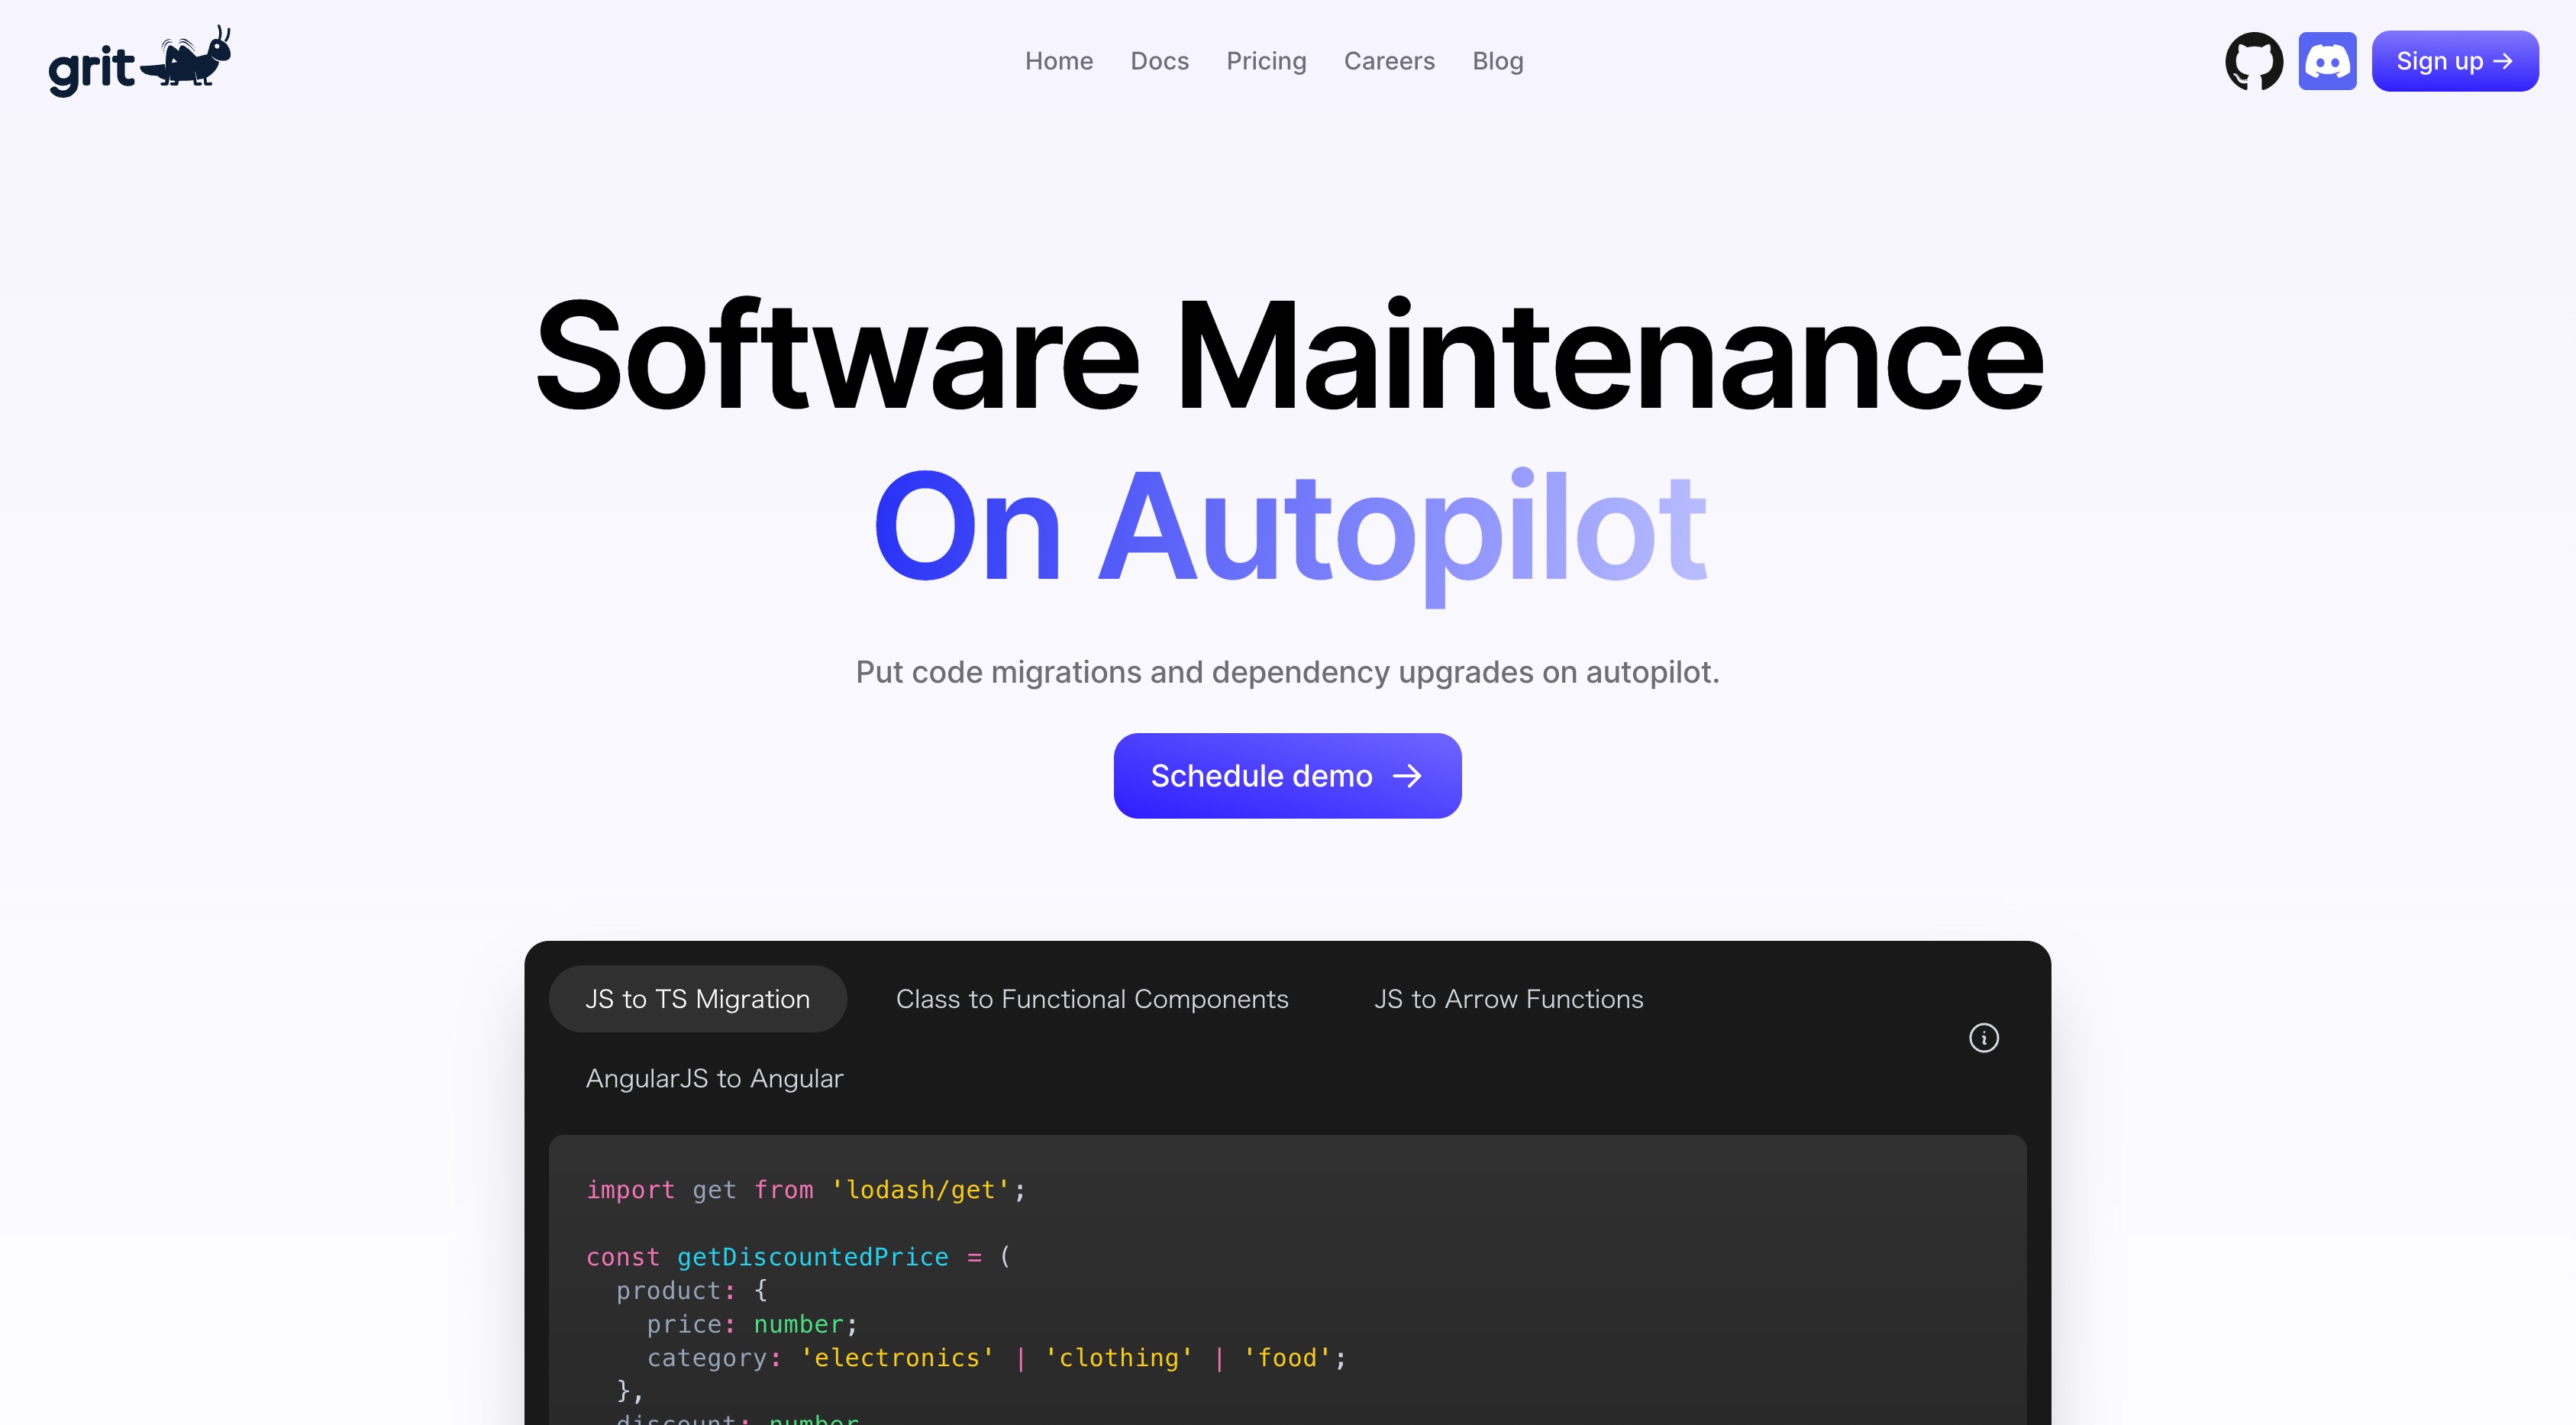 grit
Home Docs Pricing Careers Blog
Sign up →
Software Maintenance
On Autopilot
Put code migrations and dependency upgrades on autopilot.
Schedule demo →
JS to TS Migration Class to Functional Components JS to Arrow Functions
AngularJS to Angular
import get from 'lodash/get';
const getDiscountedPrice = (
  product: {
    price: number;
    category: 'electronics' | 'clothing' | 'food';
  },
  discount: number